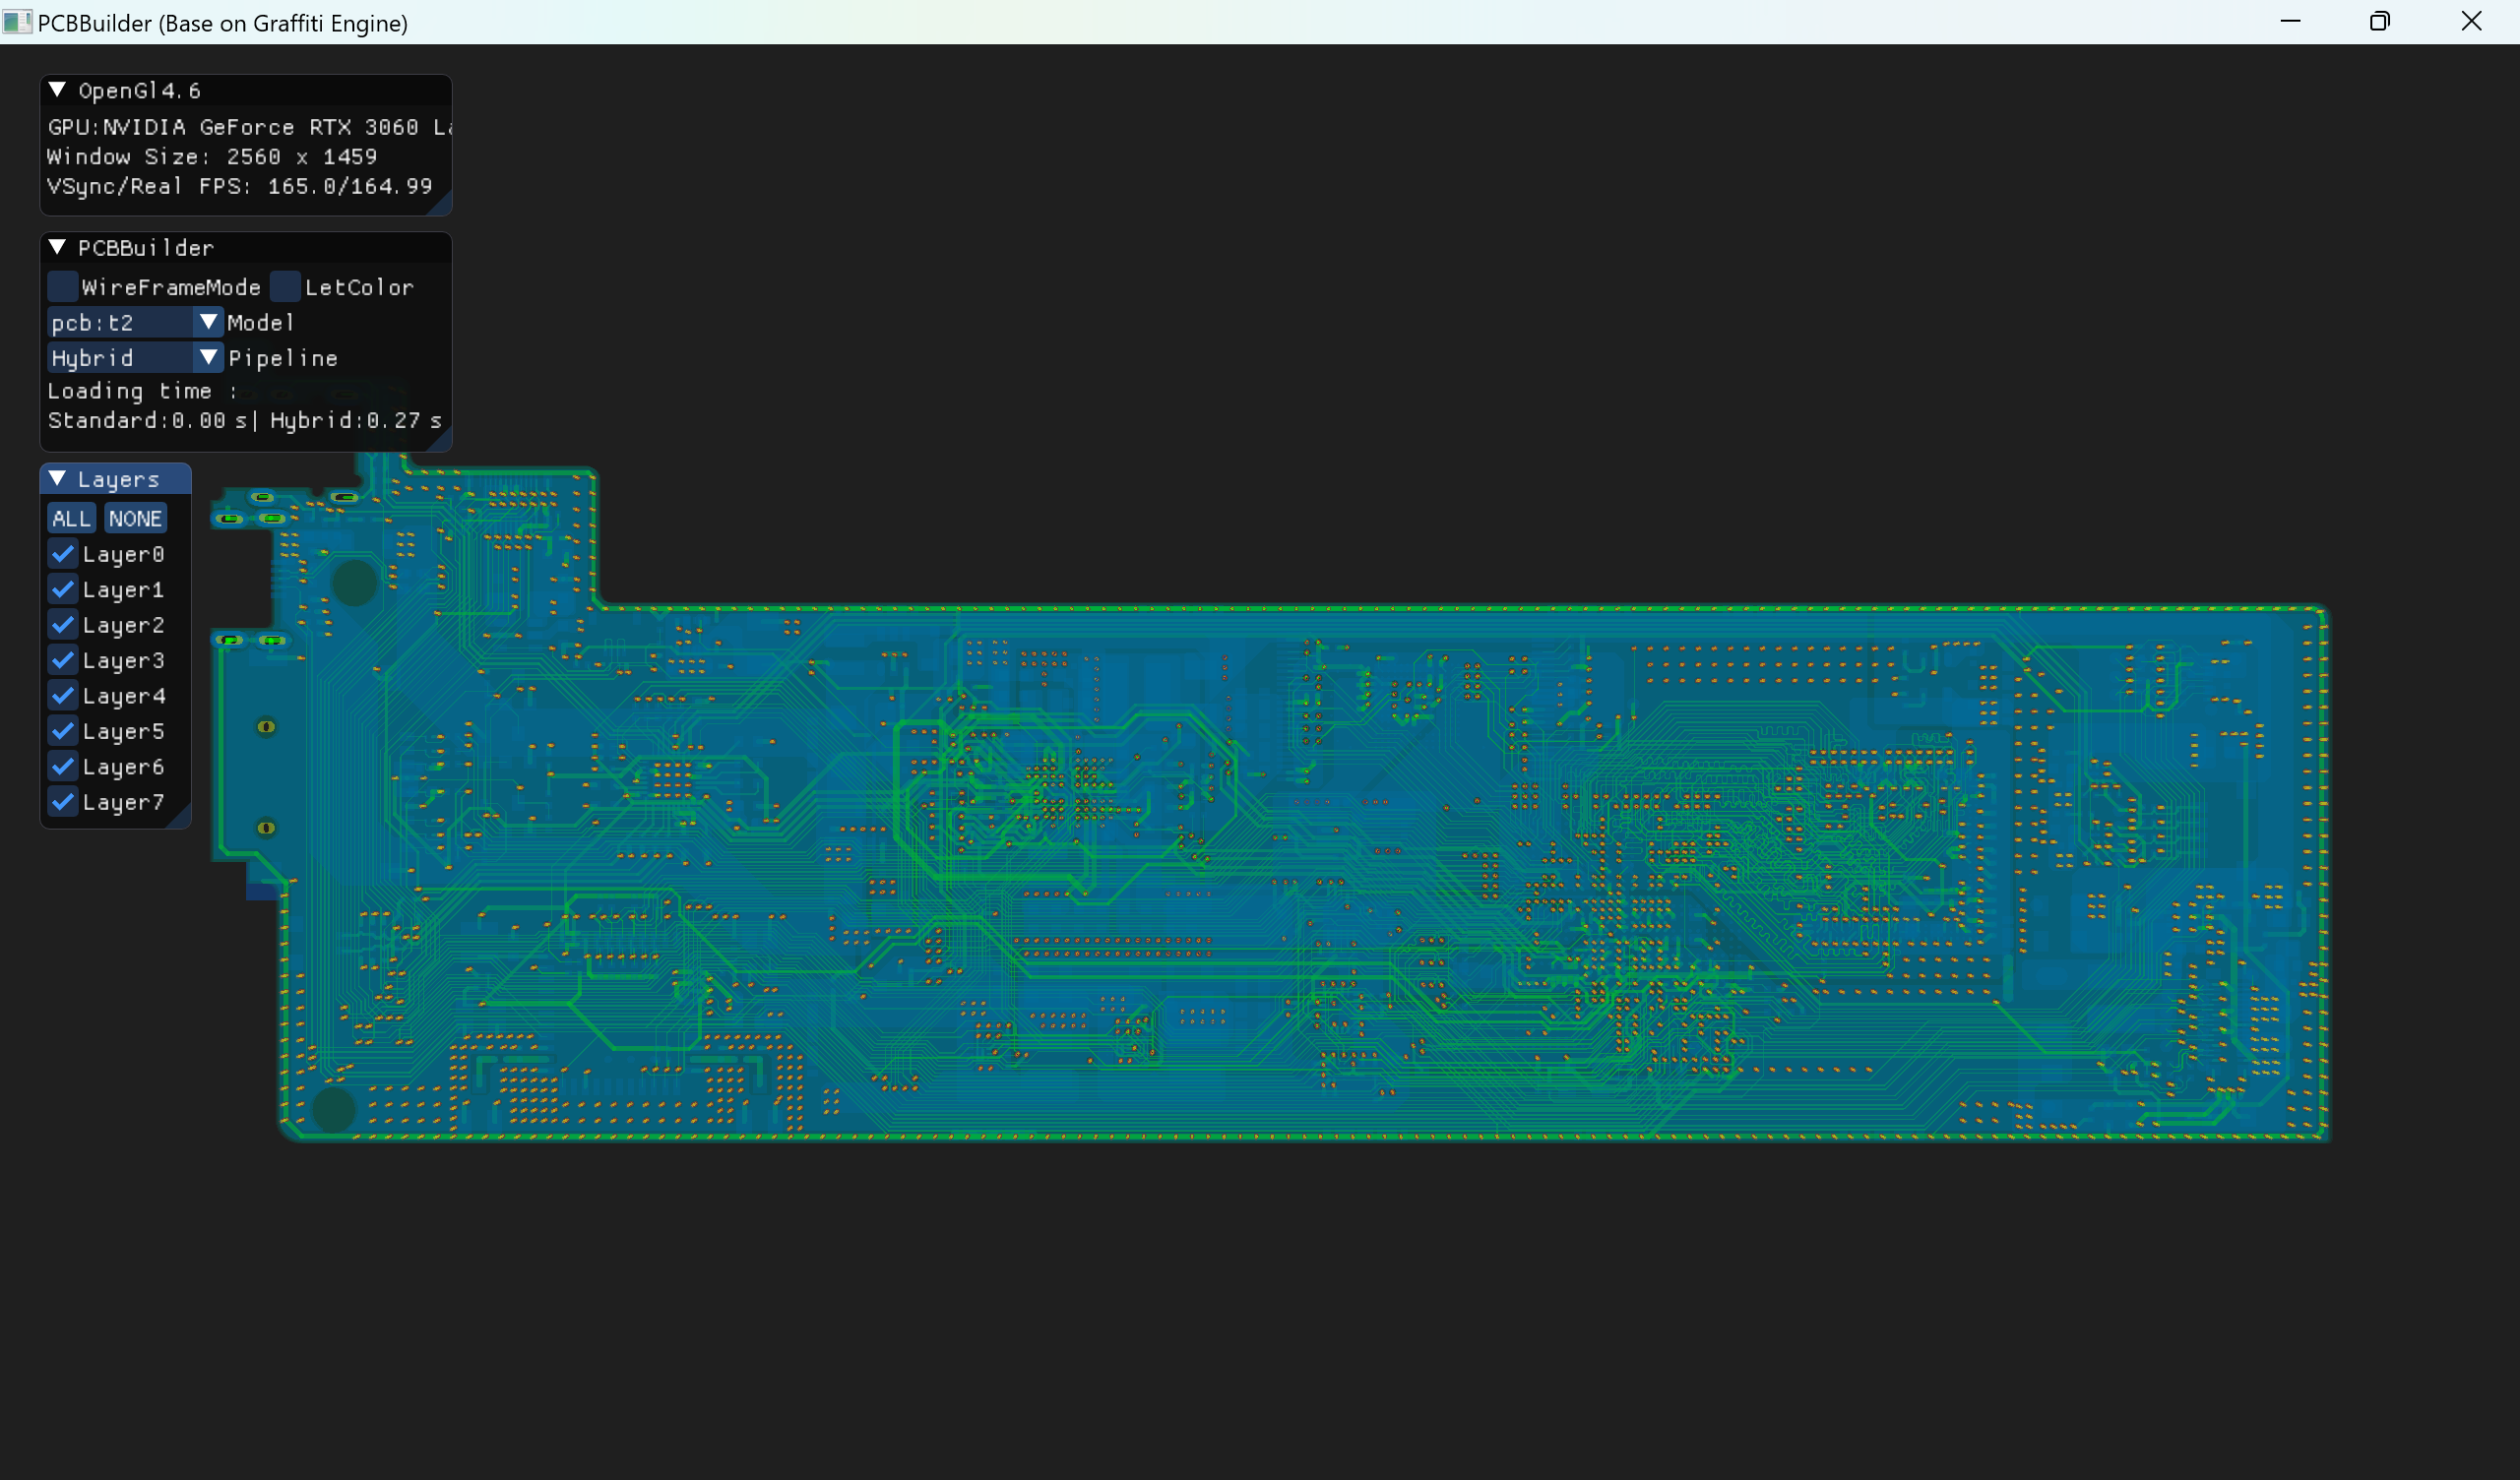 PCBBuilder (Base on Graffiti Engine)
OpenGl4.6
GPU:NVIDIA GeForce RTX 3060
Window Size: 2560 x 1459
VSync/Real FPS: 165.0/164.99
PCBBuilder
WireFrameMode LetColor
pcb:t2 Model
Hybrid Pipeline
Loading time :
Standard:0.00 s| Hybrid:0.27 s
Layers
ALL NONE
Layer0
Layer1
Layer2
Layer3
Layer4
Layer5
Layer6
Layer7